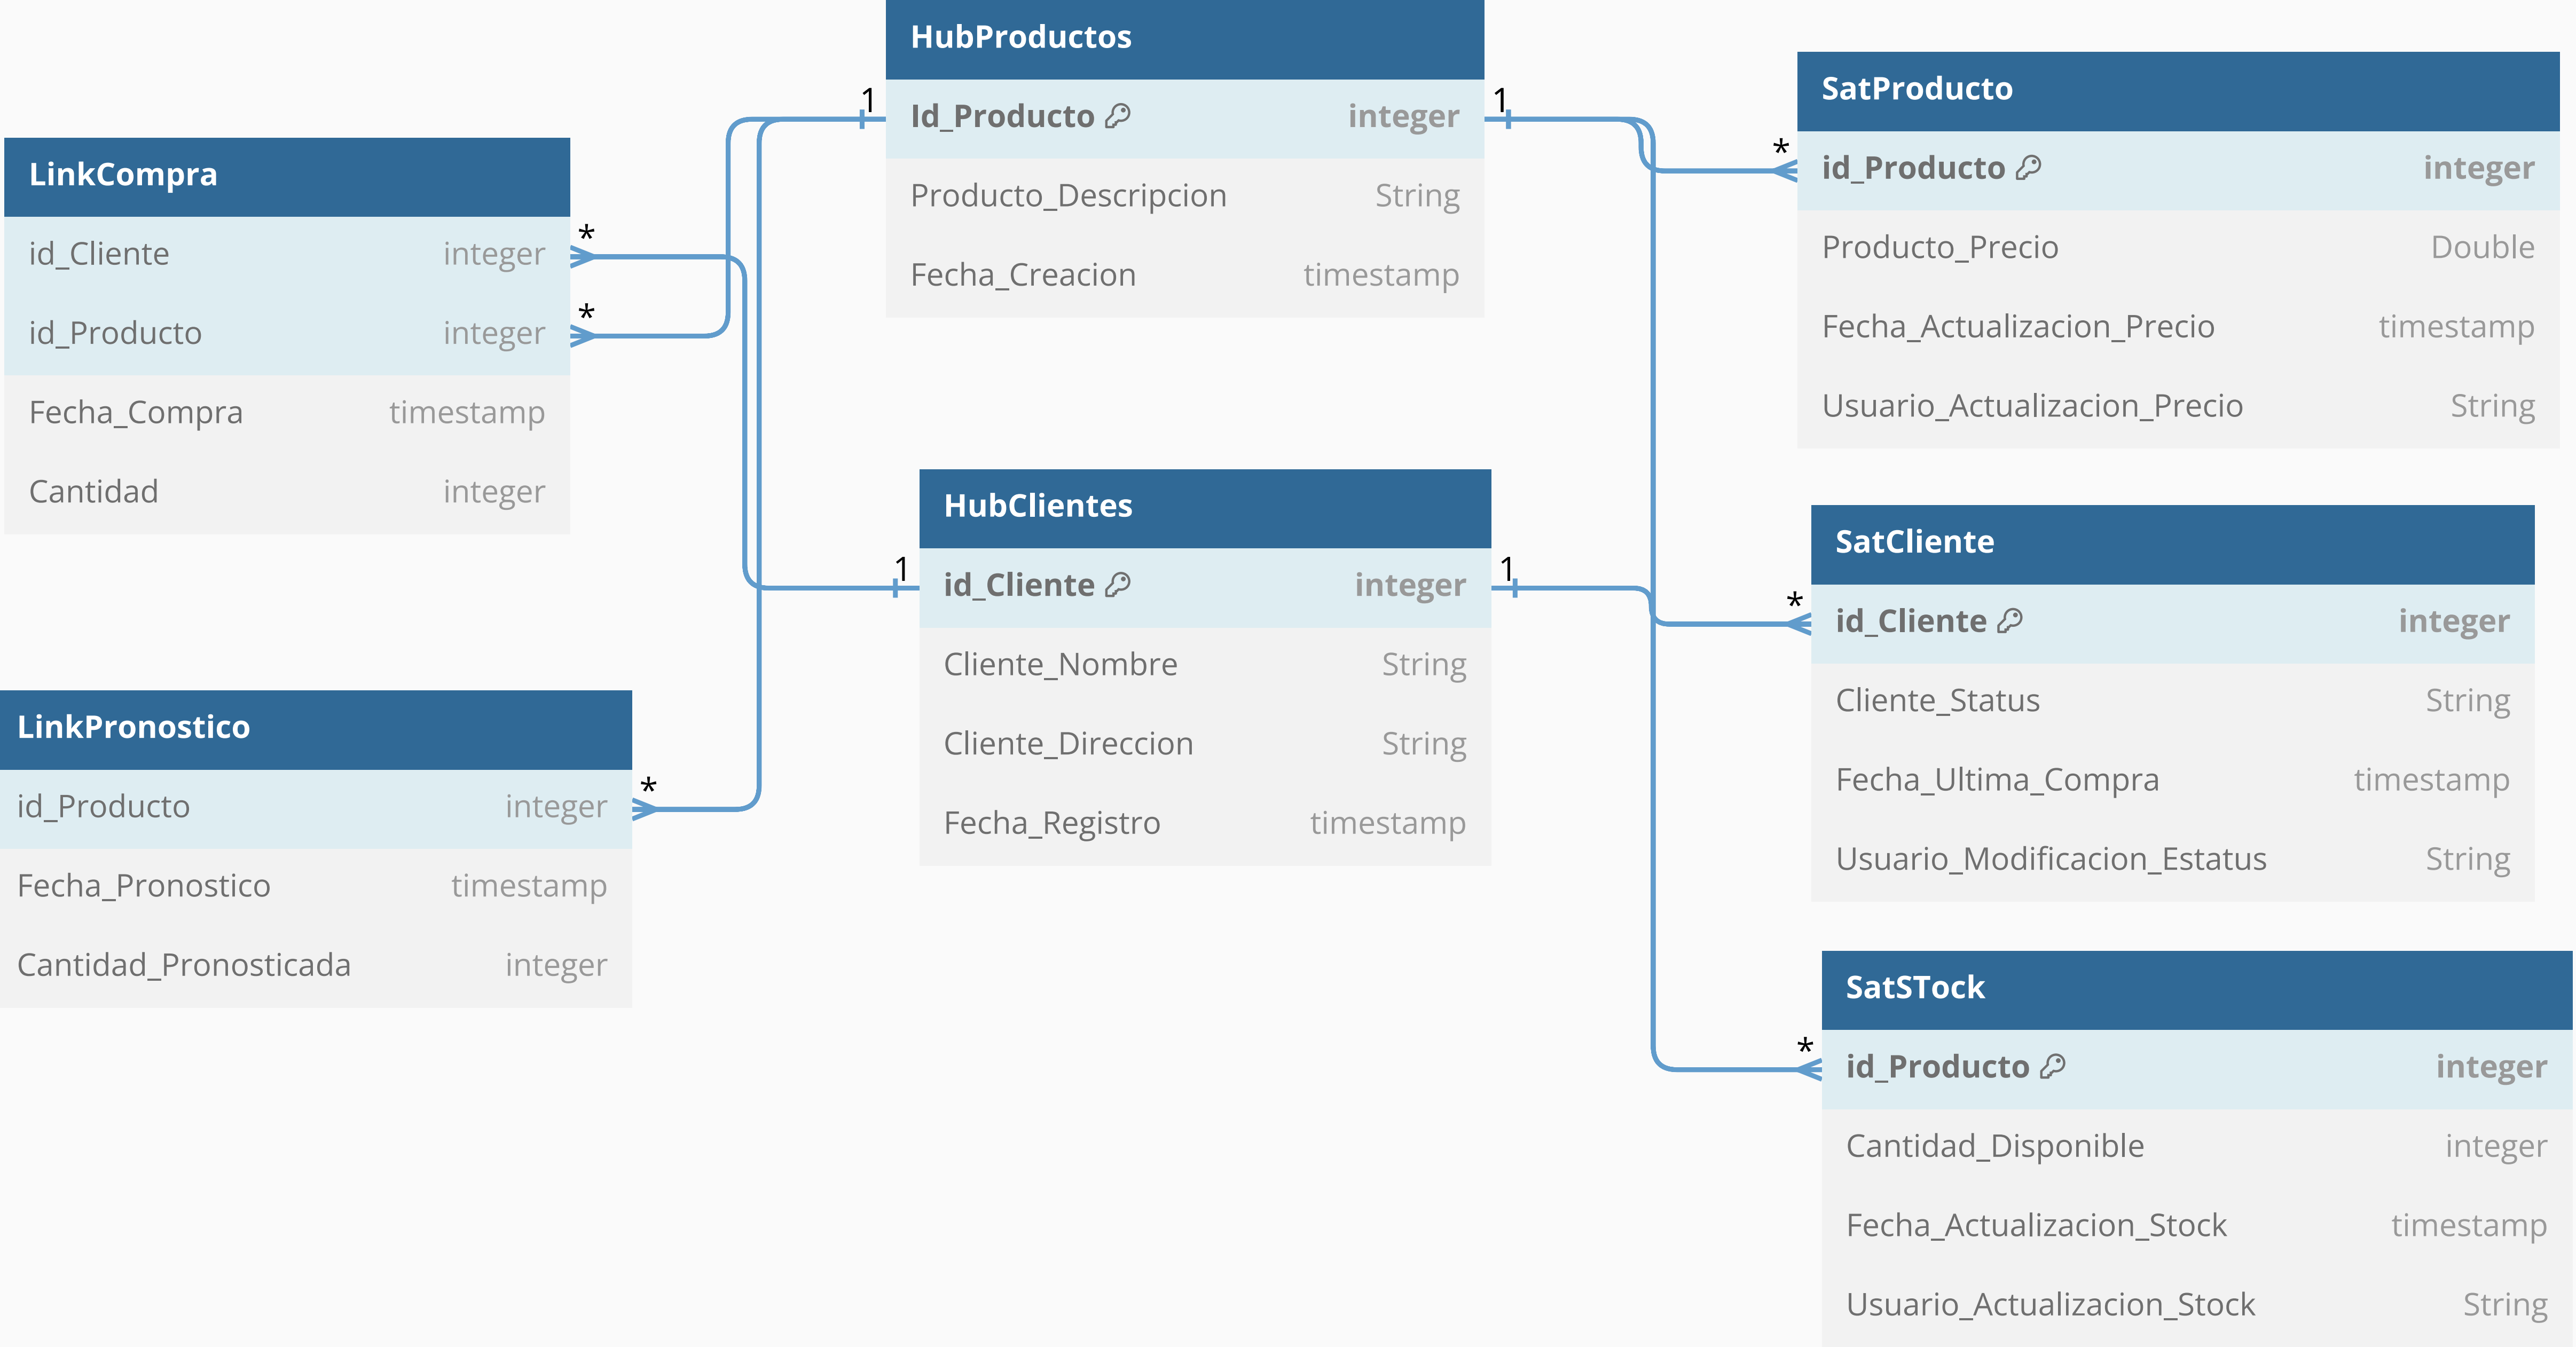 HubProductos
1
Id_Producto integer
1
Producto_Descripcion String
Fecha_Creacion timestamp
SatProducto
*
id_Producto integer
Producto_Precio Double
Fecha_Actualizacion_Precio timestamp
Usuario_Actualizacion_Precio String
LinkCompra
id_Cliente integer
*
id_Producto integer
*
Fecha_Compra timestamp
Cantidad integer
HubClientes
1
id_Cliente integer
1
Cliente_Nombre String
Cliente_Direccion String
Fecha_Registro timestamp
SatCliente
*
id_Cliente integer
Cliente_Status String
Fecha_Ultima_Compra timestamp
Usuario_Modificacion_Estatus String
LinkPronostico
*
id_Producto integer
Fecha_Pronostico timestamp
Cantidad_Pronosticada integer
SatSTock
*
id_Producto integer
Cantidad_Disponible integer
Fecha_Actualizacion_Stock timestamp
Usuario_Actualizacion_Stock String